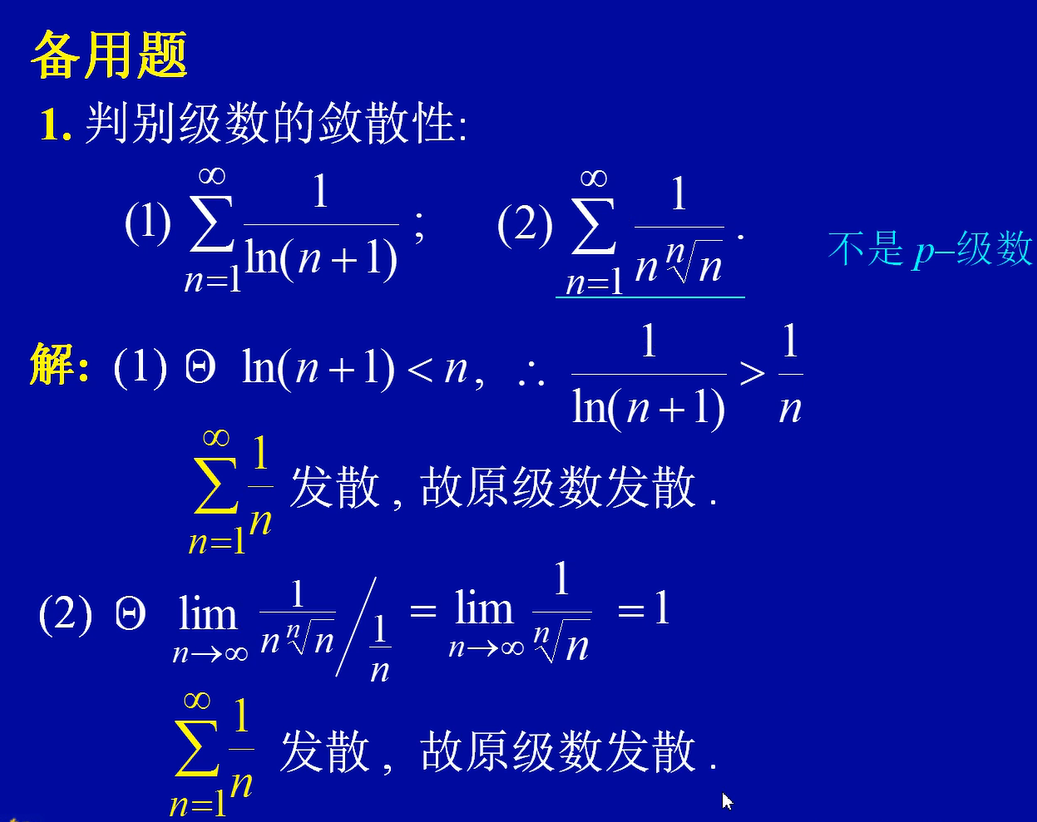 备用题
1. 判别级数的敛散性:
(1) $\sum_{n=1}^{\infty} \frac{1}{\ln(n+1)}$ ; (2) $\sum_{n=1}^{\infty} \frac{1}{n\sqrt[n]{n}}$ . 不是 p–级数
解: (1) Θ $\ln(n+1) < n$, ∴ $\frac{1}{\ln(n+1)} > \frac{1}{n}$
$\sum_{n=1}^{\infty} \frac{1}{n}$ 发散 , 故原级数发散 .
(2) Θ $\lim_{n\to\infty} \frac{1}{n\sqrt[n]{n}} / \frac{1}{n} = \lim_{n\to\infty} \frac{1}{\sqrt[n]{n}} = 1$
$\sum_{n=1}^{\infty} \frac{1}{n}$ 发散 , 故原级数发散 .